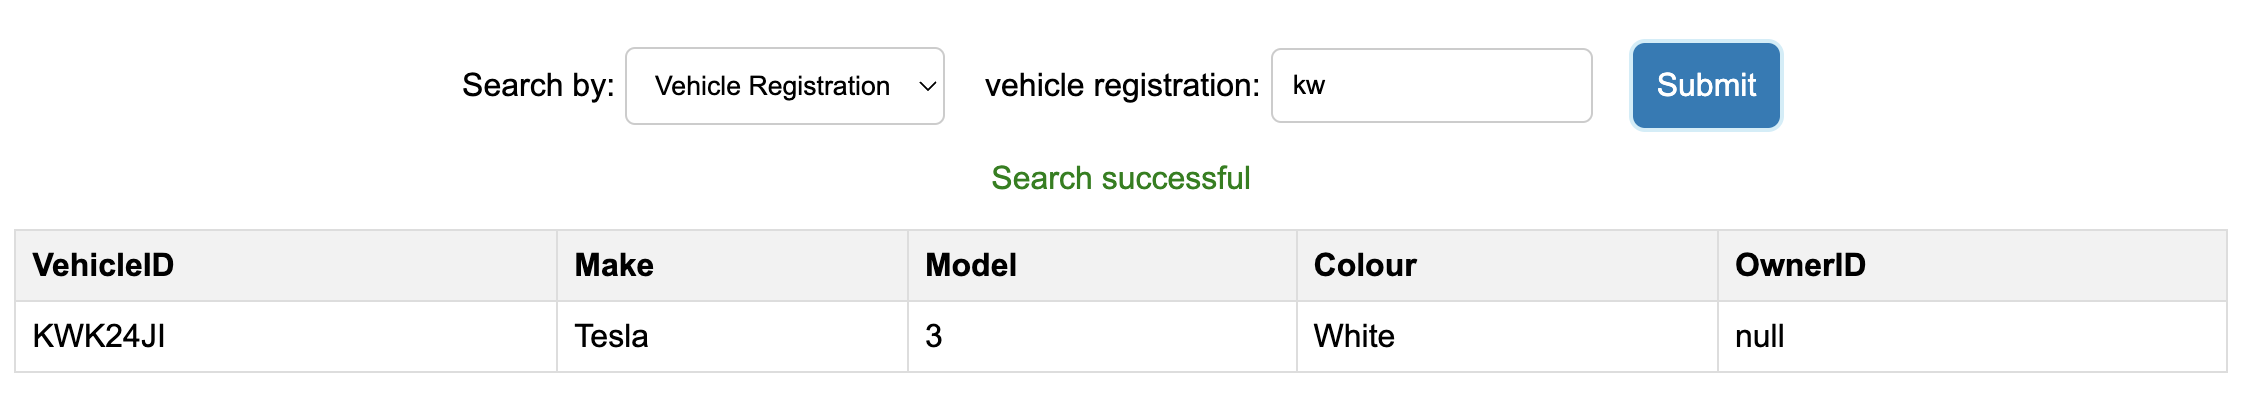 Search by: Vehicle Registration vehicle registration: kw Submit
Search successful
VehicleID Make Model Colour OwnerID
KWK24JI Tesla 3 White null